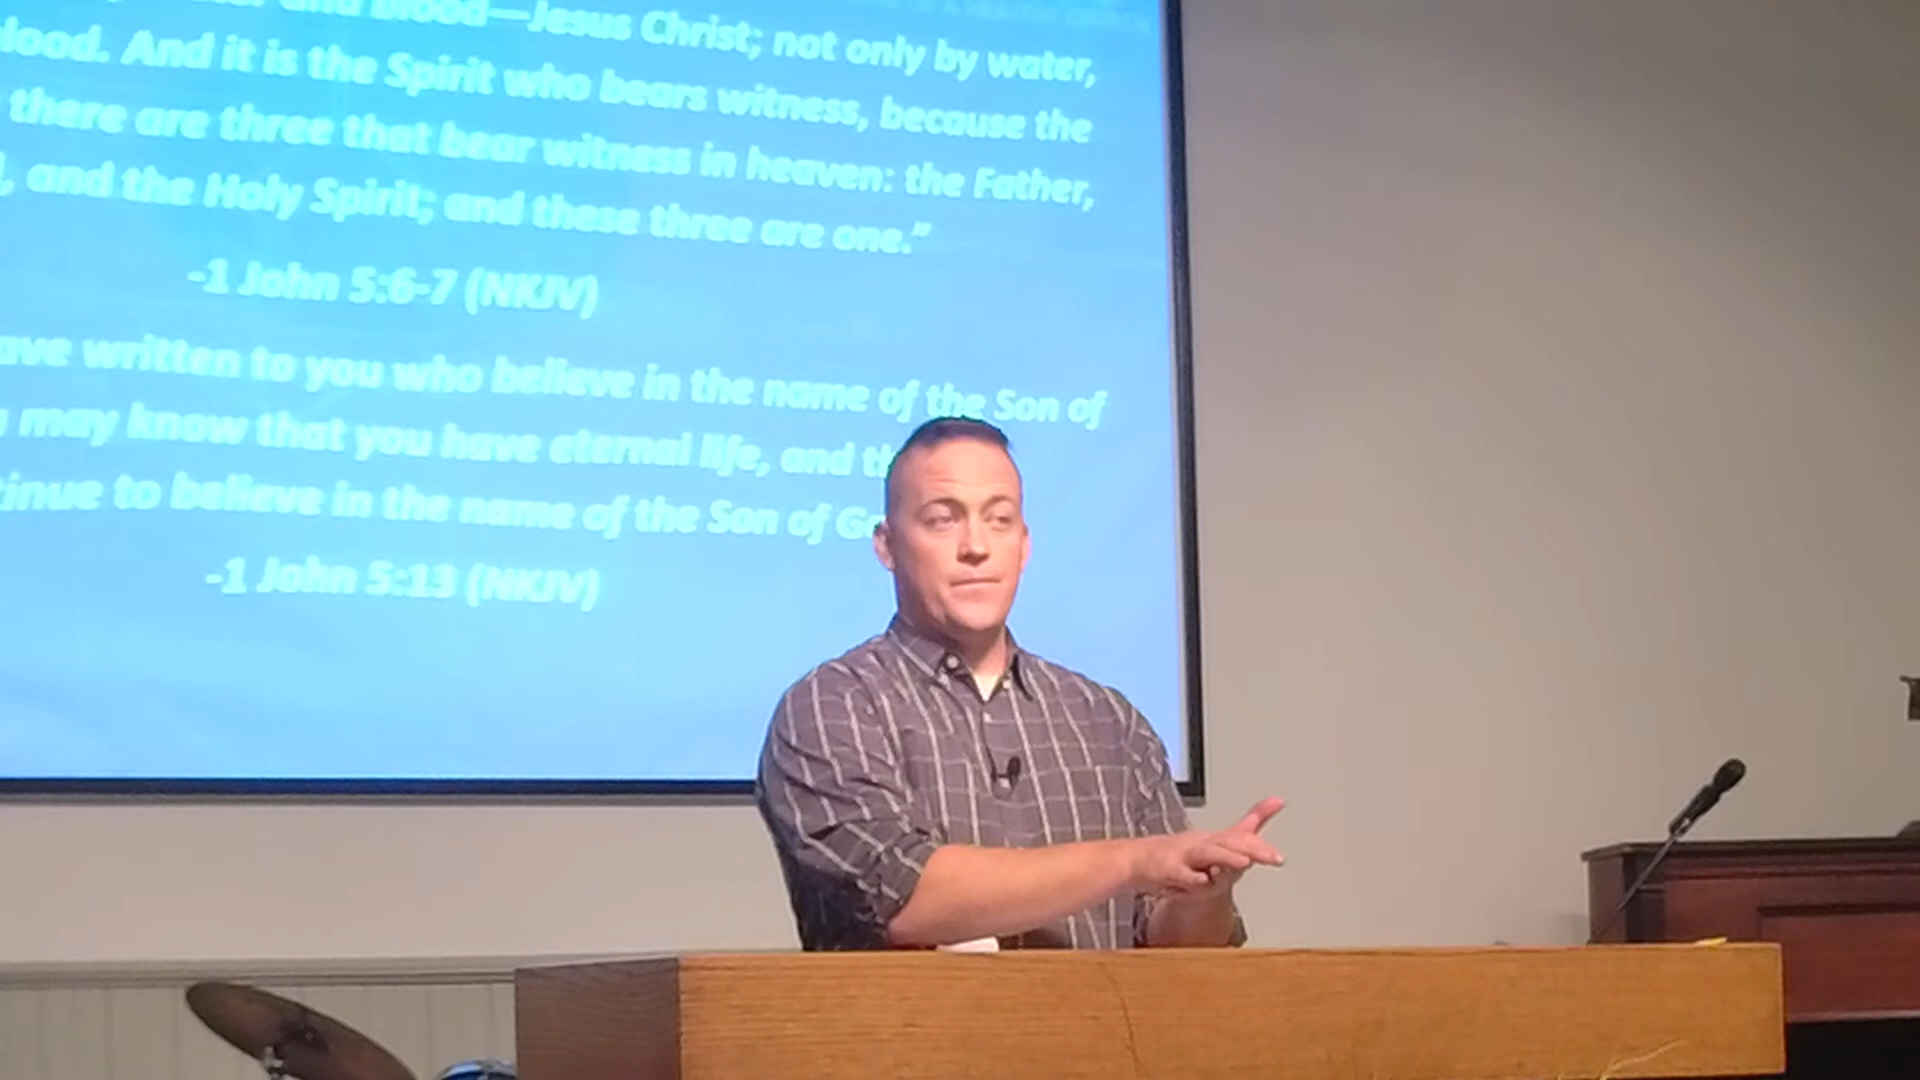 and blood—Jesus Christ; not only by water,
blood. And it is the Spirit who bears witness, because the
there are three that bear witness in heaven: the Father,
, and the Holy Spirit; and these three are one.”
-1 John 5:6-7 (NKJV)
ave written to you who believe in the name of the Son of
may know that you have eternal life, and th
tinue to believe in the name of the Son of Go
-1 John 5:13 (NKJV)